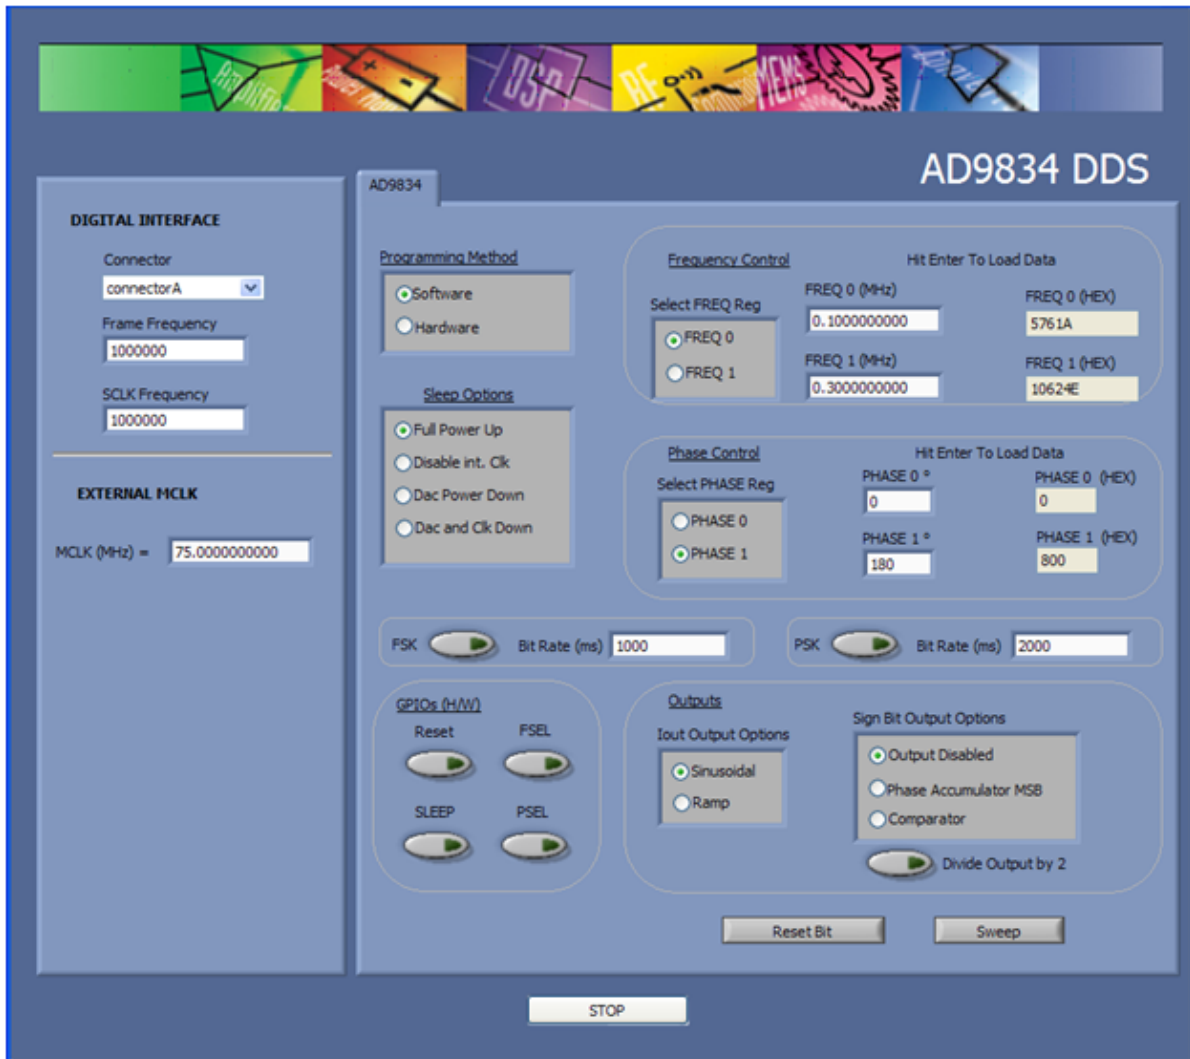 Amplifiers
DSP
RF
MEMS
AD9834 DDS
DIGITAL INTERFACE
Connector
connectorA
Frame Frequency
1000000
SCLK Frequency
1000000
EXTERNAL MCLK
MCLK (MHz) = 75.0000000000
AD9834
Programming Method
Software
Hardware
Sleep Options
Full Power Up
Disable int. Clk
Dac Power Down
Dac and Clk Down
Frequency Control
Hit Enter To Load Data
Select FREQ Reg
FREQ 0
FREQ 1
FREQ 0 (MHz)
0.1000000000
FREQ 0 (HEX)
5761A
FREQ 1 (MHz)
0.3000000000
FREQ 1 (HEX)
10624E
Phase Control
Hit Enter To Load Data
Select PHASE Reg
PHASE 0
PHASE 1
PHASE 0 °
0
PHASE 0 (HEX)
0
PHASE 1 °
180
PHASE 1 (HEX)
800
FSK Bit Rate (ms) 1000
PSK Bit Rate (ms) 2000
GPIOs (H/W)
Reset FSEL
SLEEP PSEL
Outputs
Iout Output Options
Sinusoidal
Ramp
Sign Bit Output Options
Output Disabled
Phase Accumulator MSB
Comparator
Divide Output by 2
Reset Bit
Sweep
STOP